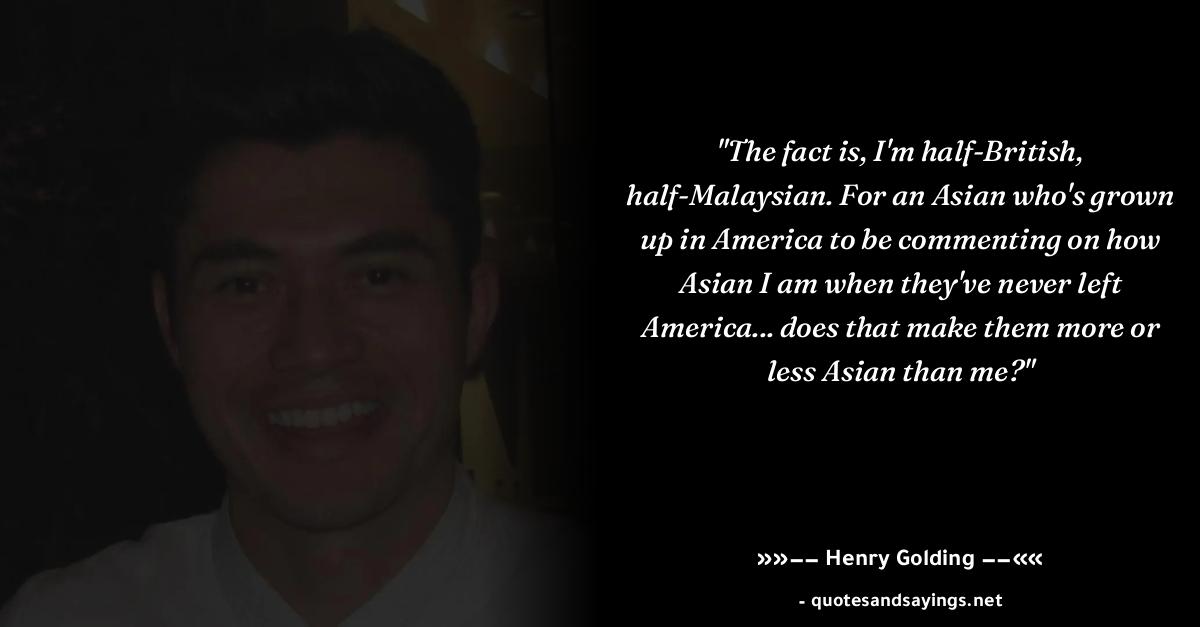 "The fact is, I'm half-British,
half-Malaysian. For an Asian who's grown
up in America to be commenting on how
Asian I am when they've never left
America... does that make them more or
less Asian than me?"
»»−− Henry Golding −−««
- quotesandsayings.net